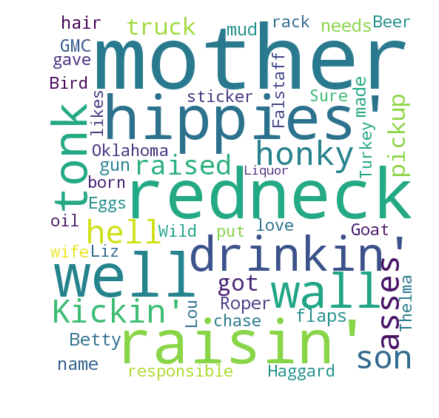 hair truck mud rack needs Beer
GMC mother
gave
Bird likes hippies' Falstaff
sticker Sure made
tonk Oklahoma honky Turkey pickup
gun raised Liquor
born redneck
Eggs
oil hell Wild put love Goat
wife Liz drinkin'
well got wall asses'
Kickin' Lou Roper flaps Thelma
chase
Betty raisin' son
name responsible Haggard